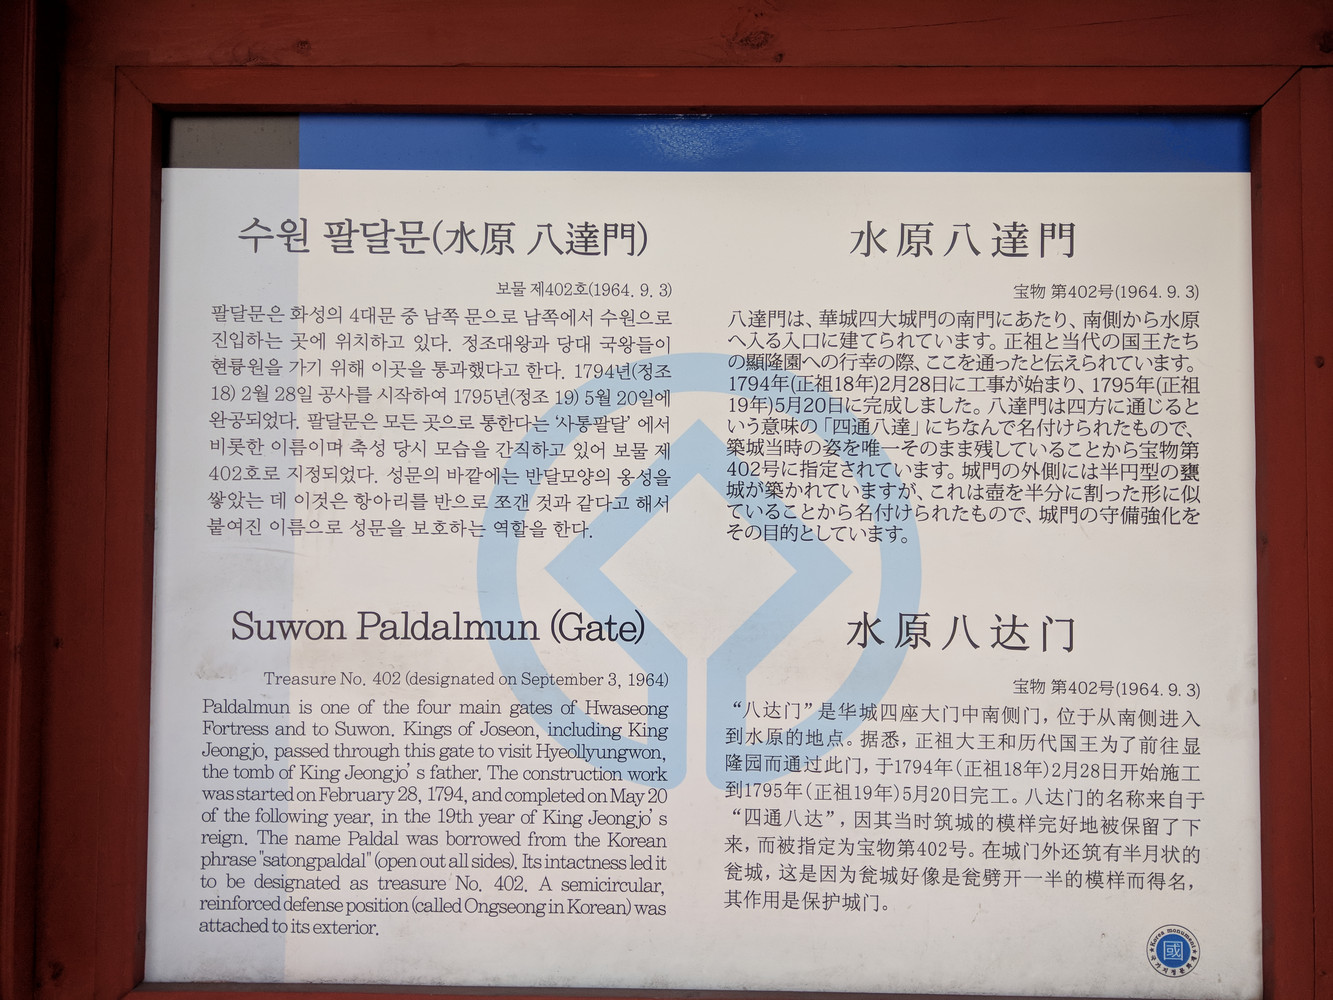 수원 팔달문(水原 八達門)
보물 제402호(1964. 9. 3)
팔달문은 화성의 4대문 중 남쪽 문으로 남쪽에서 수원으로
진입하는 곳에 위치하고 있다. 정조대왕과 당대 국왕들이
현륭원을 가기 위해 이곳을 통과했다고 한다. 1794년(정조
18) 2월 28일 공사를 시작하여 1795년(정조 19) 5월 20일에
완공되었다. 팔달문은 모든 곳으로 통한다는 ‘사통팔달’ 에서
비롯한 이름이며 축성 당시 모습을 간직하고 있어 보물 제
402호로 지정되었다. 성문의 바깥에는 반달모양의 옹성을
쌓았는 데 이것은 항아리를 반으로 쪼갠 것과 같다고 해서
붙여진 이름으로 성문을 보호하는 역할을 한다.
水原八達門
宝物 第402号(1964. 9. 3)
八達門は、華城四大城門の南門にあたり、南側から水原
へ入る入口に建てられています。正祖と当代の国王たち
の顯隆園への行幸の際、ここを通ったと伝えられています。
1794年(正祖18年)2月28日に工事が始まり、1795年(正祖
19年)5月20日に完成しました。八達門は四方に通じると
いう意味の「四通八達」にちなんで名付けられたもので、
築城当時の姿を唯一そのまま残していることから宝物第
402号に指定されています。城門の外側には半円型の甕
城が築かれていますが、これは壺を半分に割った形に似
ていることから名付けられたもので、城門の守備強化を
その目的としています。
Suwon Paldalmun (Gate)
Treasure No. 402 (designated on September 3, 1964)
Paldalmun is one of the four main gates of Hwaseong
Fortress and to Suwon. Kings of Joseon, including King
Jeongjo, passed through this gate to visit Hyeollyungwon,
the tomb of King Jeongjo’s father. The construction work
was started on February 28, 1794, and completed on May 20
of the following year, in the 19th year of King Jeongjo’s
reign. The name Paldal was borrowed from the Korean
phrase "satongpaldal" (open out all sides). Its intactness led it
to be designated as treasure No. 402. A semicircular,
reinforced defense position (called Ongseong in Korean) was
attached to its exterior.
水原八达门
宝物 第402号(1964. 9. 3)
“八达门”是华城四座大门中南侧门，位于从南侧进入
到水原的地点。据悉，正祖大王和历代国王为了前往显
隆园而通过此门，于1794年(正祖18年)2月28日开始施工
到1795年(正祖19年)5月20日完工。八达门的名称来自于
“四通八达”，因其当时筑城的模样完好地被保留了下
来，而被指定为宝物第402号。在城门外还筑有半月状的
瓮城，这是因为瓮城好像是瓮劈开一半的模样而得名，
其作用是保护城门。
Korea monument
國
국가지정문화재